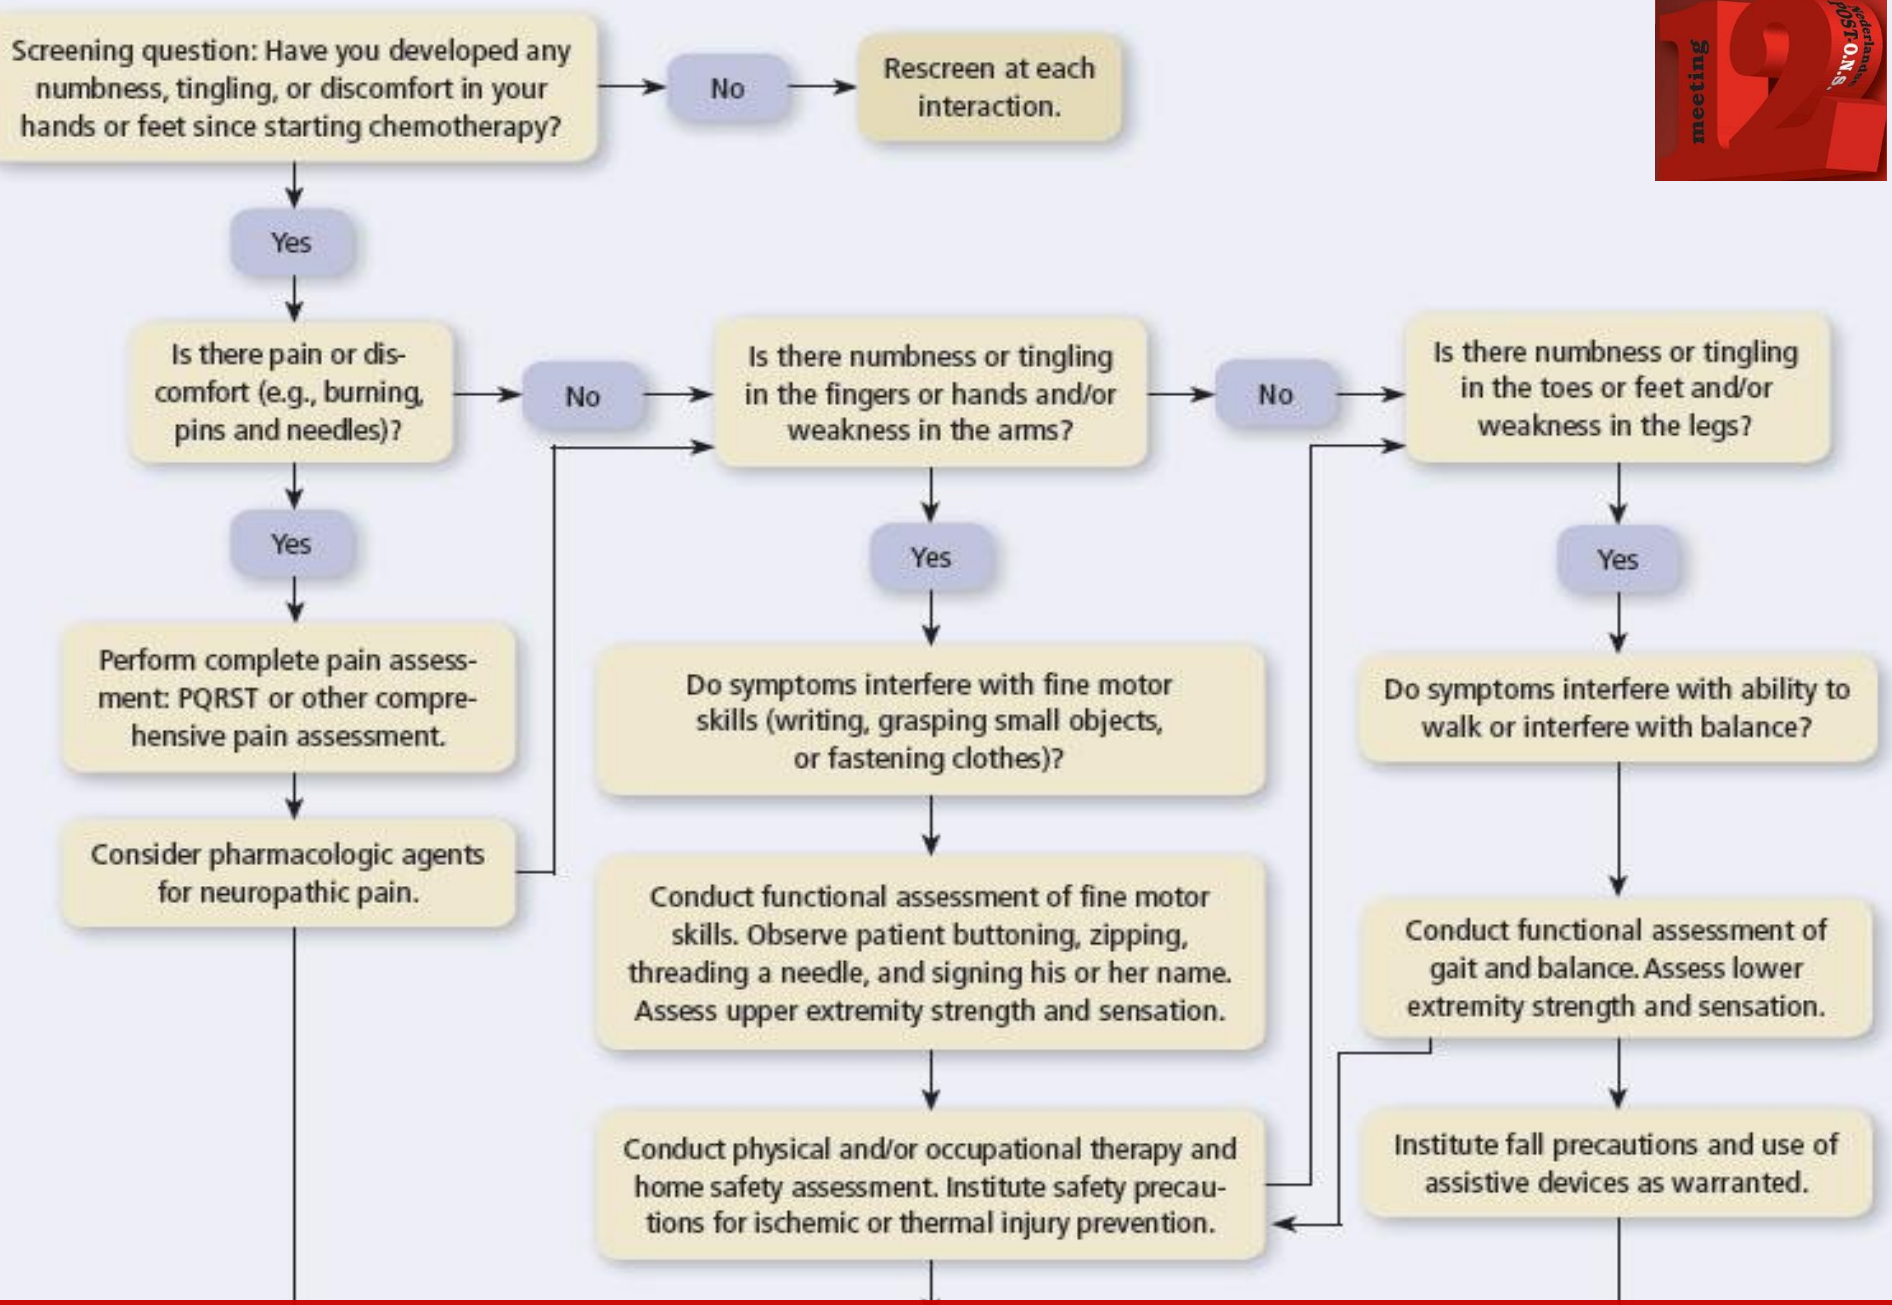 Screening question: Have you developed any
numbness, tingling, or discomfort in your
hands or feet since starting chemotherapy?
No
Rescreen at each
interaction.
meeting
12
Nederlandse
POST-O.N.S.
Yes
Is there pain or dis-
comfort (e.g., burning,
pins and needles)?
No
Is there numbness or tingling
in the fingers or hands and/or
weakness in the arms?
No
Is there numbness or tingling
in the toes or feet and/or
weakness in the legs?
Yes
Yes
Yes
Perform complete pain assess-
ment: PQRST or other compre-
hensive pain assessment.
Do symptoms interfere with fine motor
skills (writing, grasping small objects,
or fastening clothes)?
Do symptoms interfere with ability to
walk or interfere with balance?
Consider pharmacologic agents
for neuropathic pain.
Conduct functional assessment of fine motor
skills. Observe patient buttoning, zipping,
threading a needle, and signing his or her name.
Assess upper extremity strength and sensation.
Conduct functional assessment of
gait and balance. Assess lower
extremity strength and sensation.
Conduct physical and/or occupational therapy and
home safety assessment. Institute safety precau-
tions for ischemic or thermal injury prevention.
Institute fall precautions and use of
assistive devices as warranted.